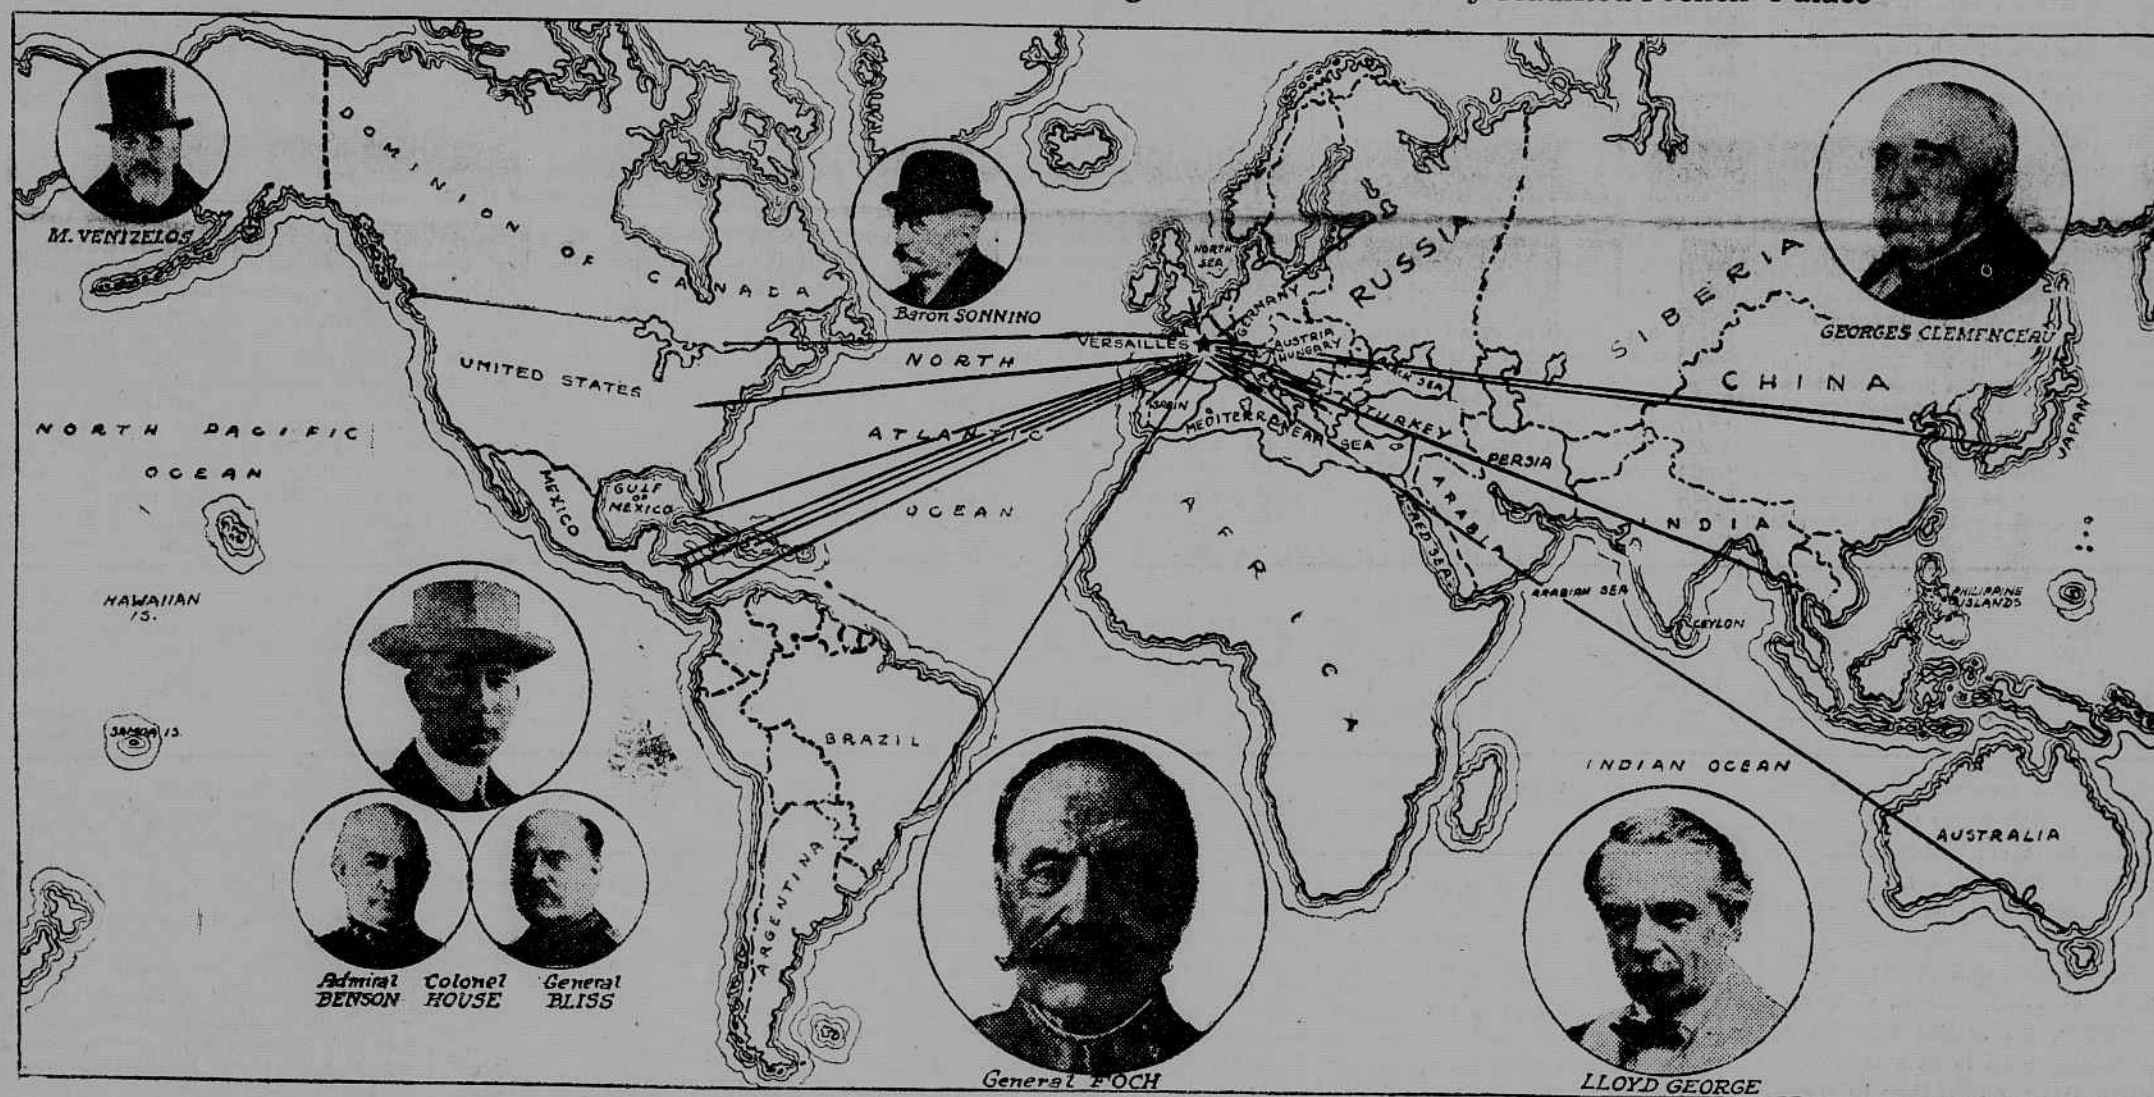 French Palace
M. VENIZELOS
DOMINION OF CANADA
Baron SONNINO
NORTH
SEA
RUSSIA
SIBERIA
GEORGES CLEMENCEAU
VERSAILLES
GERMANY
AUSTRIA
HUNGARY
SEA
CHINA
JAPAN
UNITED STATES
NORTH
ATLANTIC
OCEAN
SPAIN
MEDITERRANEAN SEA
TURKEY
PERSIA
NORTH PACIFIC
OCEAN
MEXICO
GULF
OF
MEXICO
AFRICA
ARABIA
RED SEA
INDIA
ARABIAN SEA
CEYLON
PHILIPPINE
ISLANDS
HAWAIIAN
IS.
SAMOA IS.
BRAZIL
ARGENTINA
INDIAN OCEAN
AUSTRALIA
Admiral Colonel General
BENSON HOUSE BLISS
General FOCH
LLOYD GEORGE